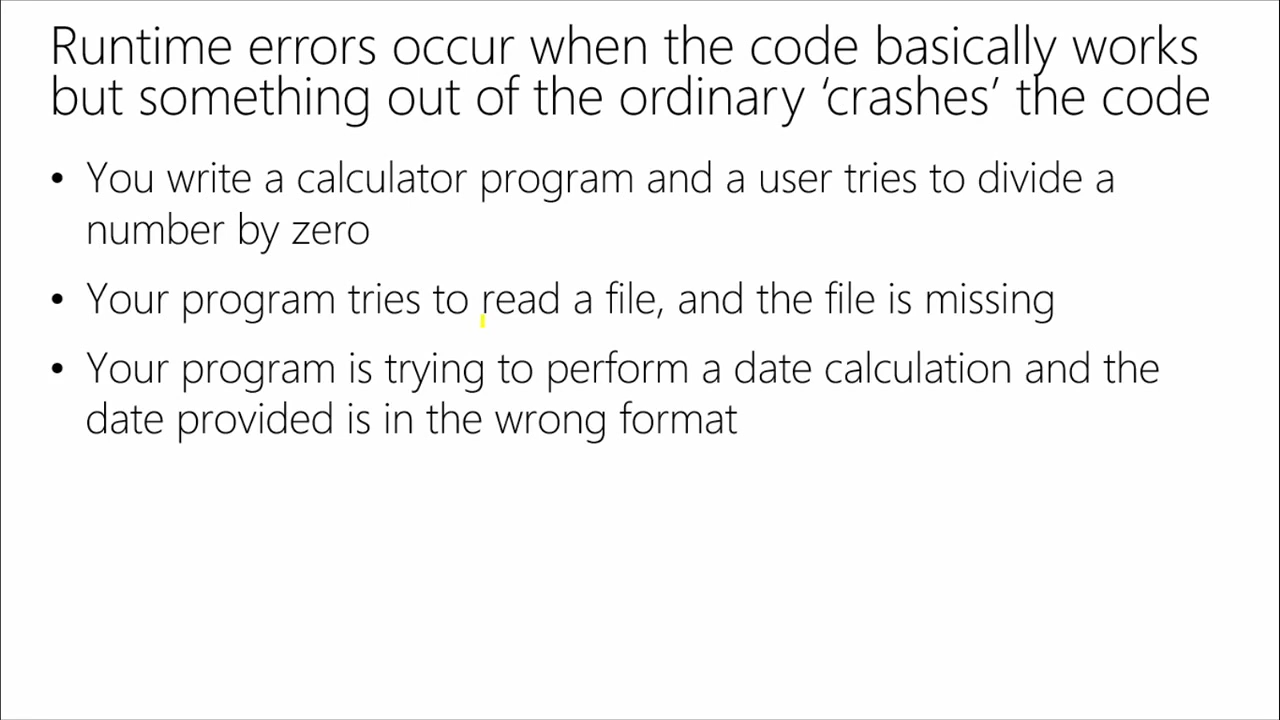 Runtime errors occur when the code basically works
but something out of the ordinary ‘crashes’ the code
• You write a calculator program and a user tries to divide a
number by zero
• Your program tries to read a file, and the file is missing
• Your program is trying to perform a date calculation and the
date provided is in the wrong format